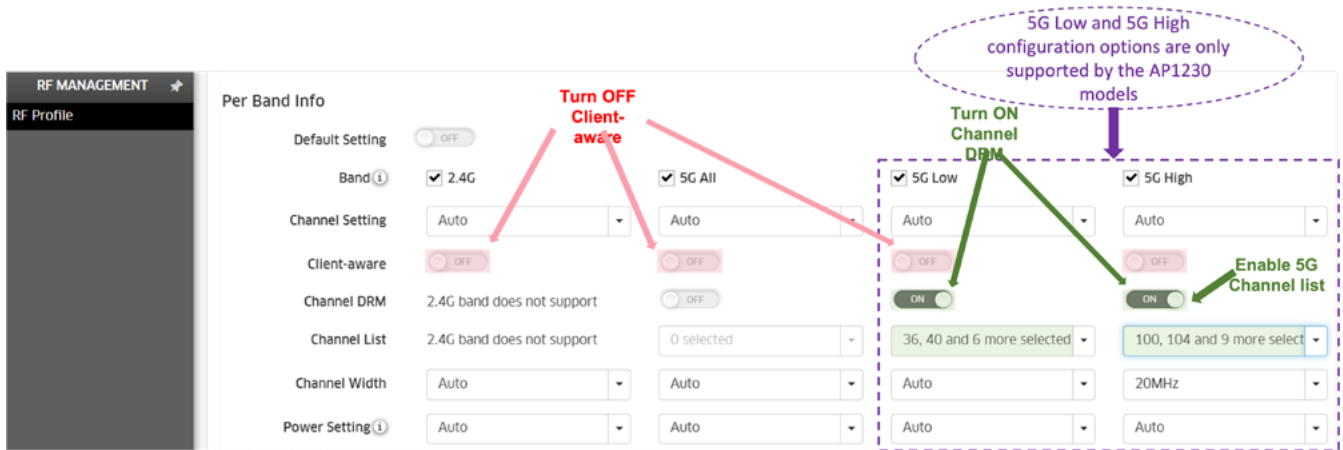 5G Low and 5G High
configuration options are only
supported by the AP1230
models
RF MANAGEMENT
RF Profile
Per Band Info
Turn OFF
Client-
aware
Turn ON
Channel
DRM
Default Setting OFF
Band 2.4G 5G All 5G Low 5G High
Channel Setting Auto Auto Auto Auto
Client-aware OFF OFF OFF OFF
Enable 5G
Channel list
Channel DRM 2.4G band does not support OFF ON ON
Channel List 2.4G band does not support 0 selected 36, 40 and 6 more selected 100, 104 and 9 more select
Channel Width Auto Auto Auto 20MHz
Power Setting Auto Auto Auto Auto